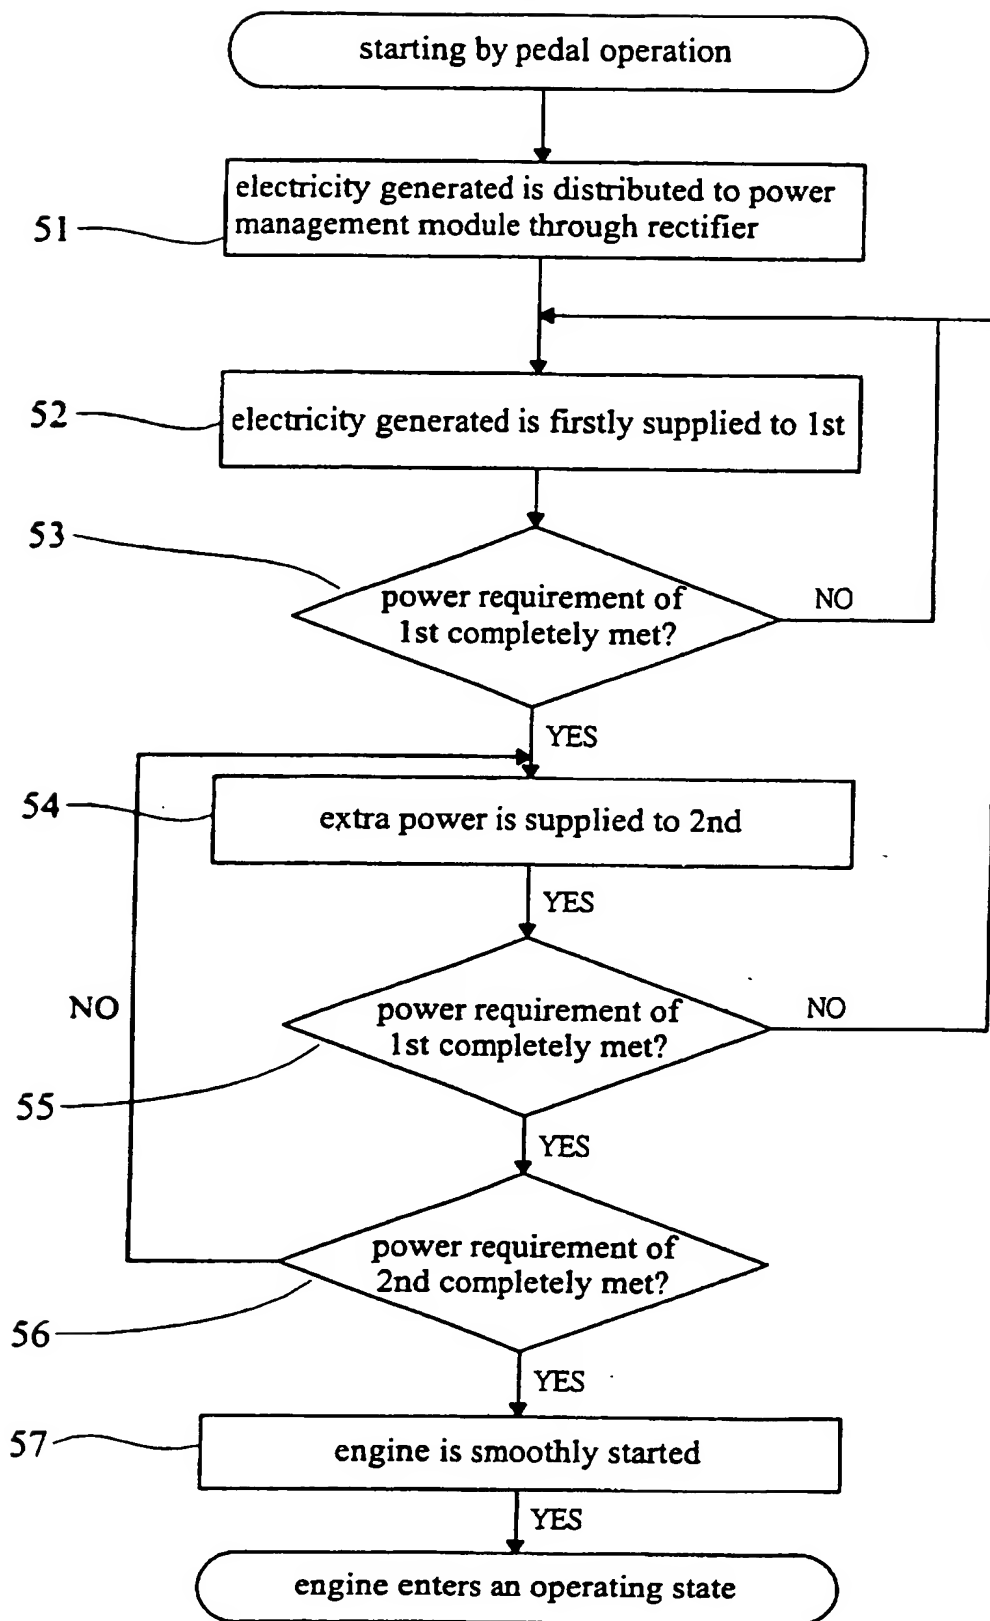 starting by pedal operation
electricity generated is distributed to power
management module through rectifier
51
52
electricity generated is firstly supplied to 1st
53
power requirement of
1st completely met?
NO
YES
54
extra power is supplied to 2nd
YES
NO
power requirement of
1st completely met?
NO
55
YES
power requirement of
2nd completely met?
56
YES
57
engine is smoothly started
YES
engine enters an operating state